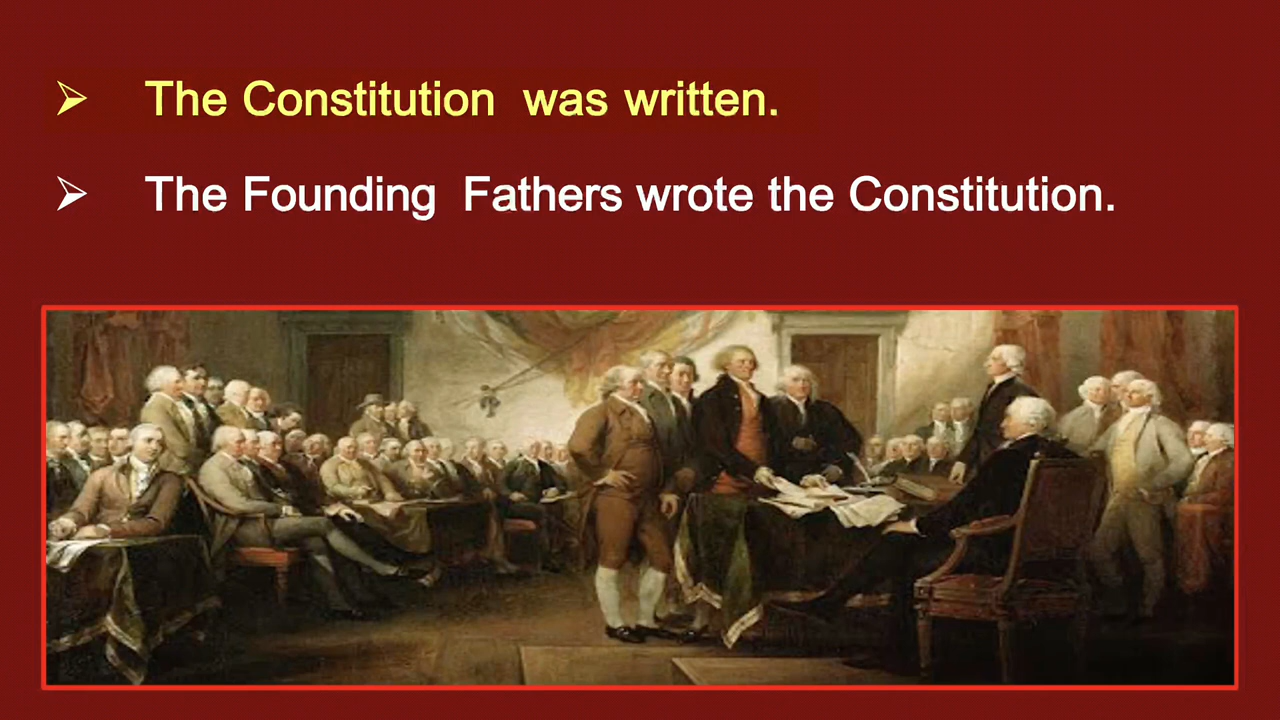 ➢ The Constitution was written.
➢ The Founding Fathers wrote the Constitution.